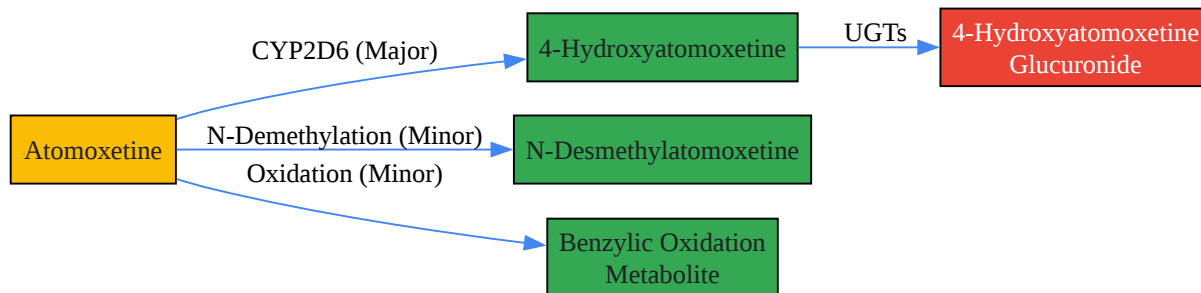 CYP2D6 (Major)
4-Hydroxyatomoxetine
UGTs
4-Hydroxyatomoxetine
Glucuronide
Atomoxetine
N-Demethylation (Minor)
N-Desmethylatomoxetine
Oxidation (Minor)
Benzylic Oxidation
Metabolite